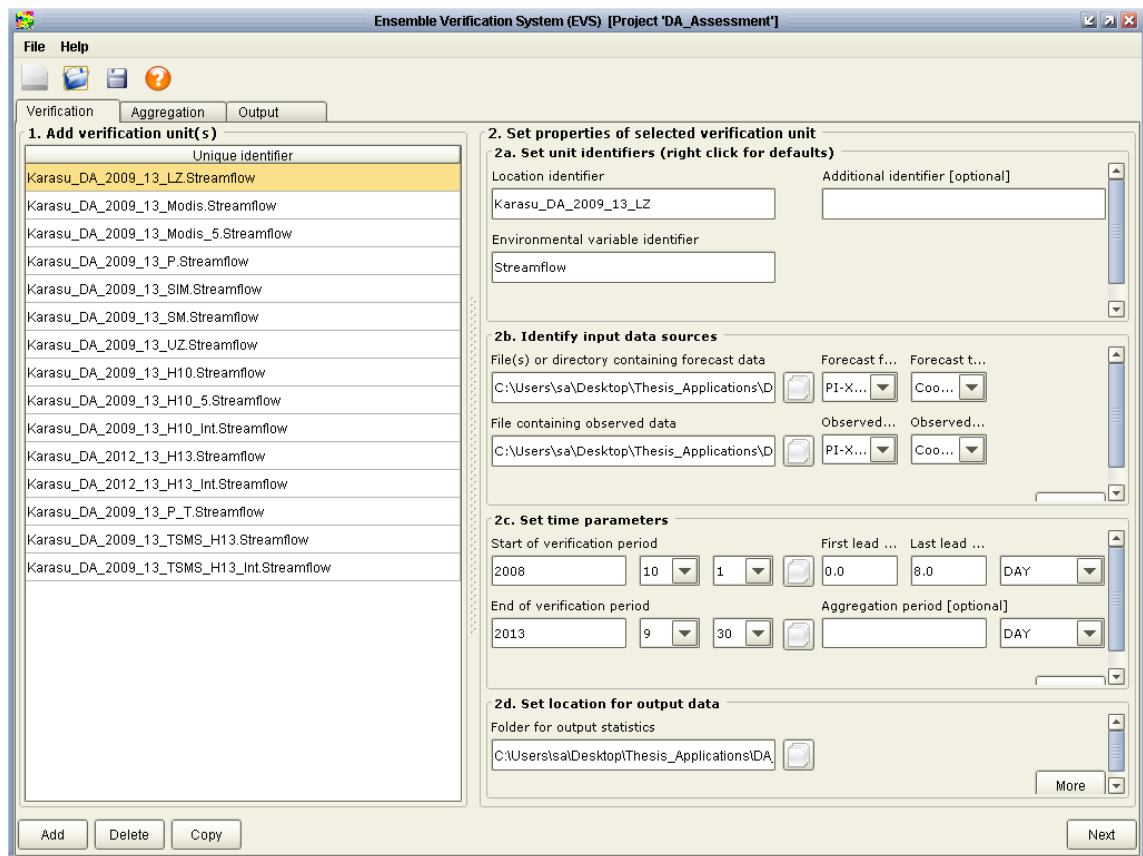 Ensemble Verification System (EVS) [Project 'DA_Assessment']
File Help
Verification Aggregation Output
1. Add verification unit(s)
Unique identifier
Karasu_DA_2009_13_LZ.Streamflow
Karasu_DA_2009_13_Modis.Streamflow
Karasu_DA_2009_13_Modis_5.Streamflow
Karasu_DA_2009_13_P.Streamflow
Karasu_DA_2009_13_SIM.Streamflow
Karasu_DA_2009_13_SM.Streamflow
Karasu_DA_2009_13_UZ.Streamflow
Karasu_DA_2009_13_H10.Streamflow
Karasu_DA_2009_13_H10_5.Streamflow
Karasu_DA_2009_13_H10_Int.Streamflow
Karasu_DA_2012_13_H13.Streamflow
Karasu_DA_2012_13_H13_Int.Streamflow
Karasu_DA_2009_13_P_T.Streamflow
Karasu_DA_2009_13_TSMS_H13.Streamflow
Karasu_DA_2009_13_TSMS_H13_Int.Streamflow
Add Delete Copy
2. Set properties of selected verification unit
2a. Set unit identifiers (right click for defaults)
Location identifier Additional identifier [optional]
Karasu_DA_2009_13_LZ
Environmental variable identifier
Streamflow
2b. Identify input data sources
File(s) or directory containing forecast data Forecast f... Forecast t...
C:\Users\sa\Desktop\Thesis_Applications\D PI-X... Coo...
File containing observed data Observed... Observed...
C:\Users\sa\Desktop\Thesis_Applications\D PI-X... Coo...
2c. Set time parameters
Start of verification period First lead ... Last lead ...
2008 10 1 0.0 8.0 DAY
End of verification period Aggregation period [optional]
2013 9 30 DAY
2d. Set location for output data
Folder for output statistics
C:\Users\sa\Desktop\Thesis_Applications\DA_
More
Next